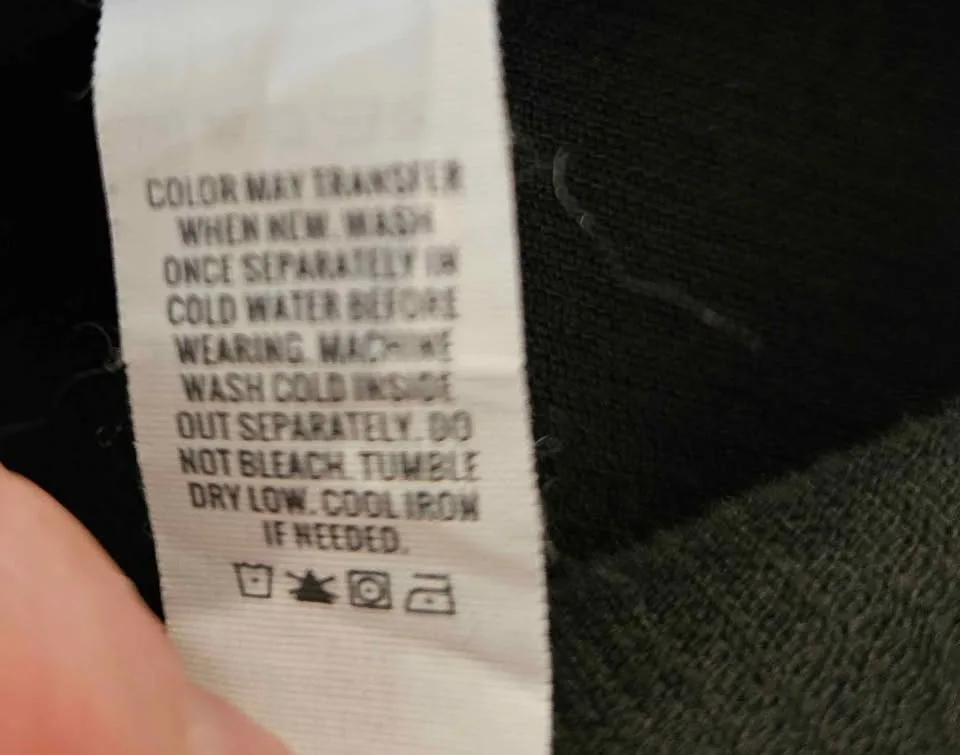 COLOR MAY TRANSFER
WHEN NEW. WASH
ONCE SEPARATELY IN
COLD WATER BEFORE
WEARING. MACHINE
WASH COLD INSIDE
OUT SEPARATELY. DO
NOT BLEACH. TUMBLE
DRY LOW. COOL IRON
IF NEEDED.